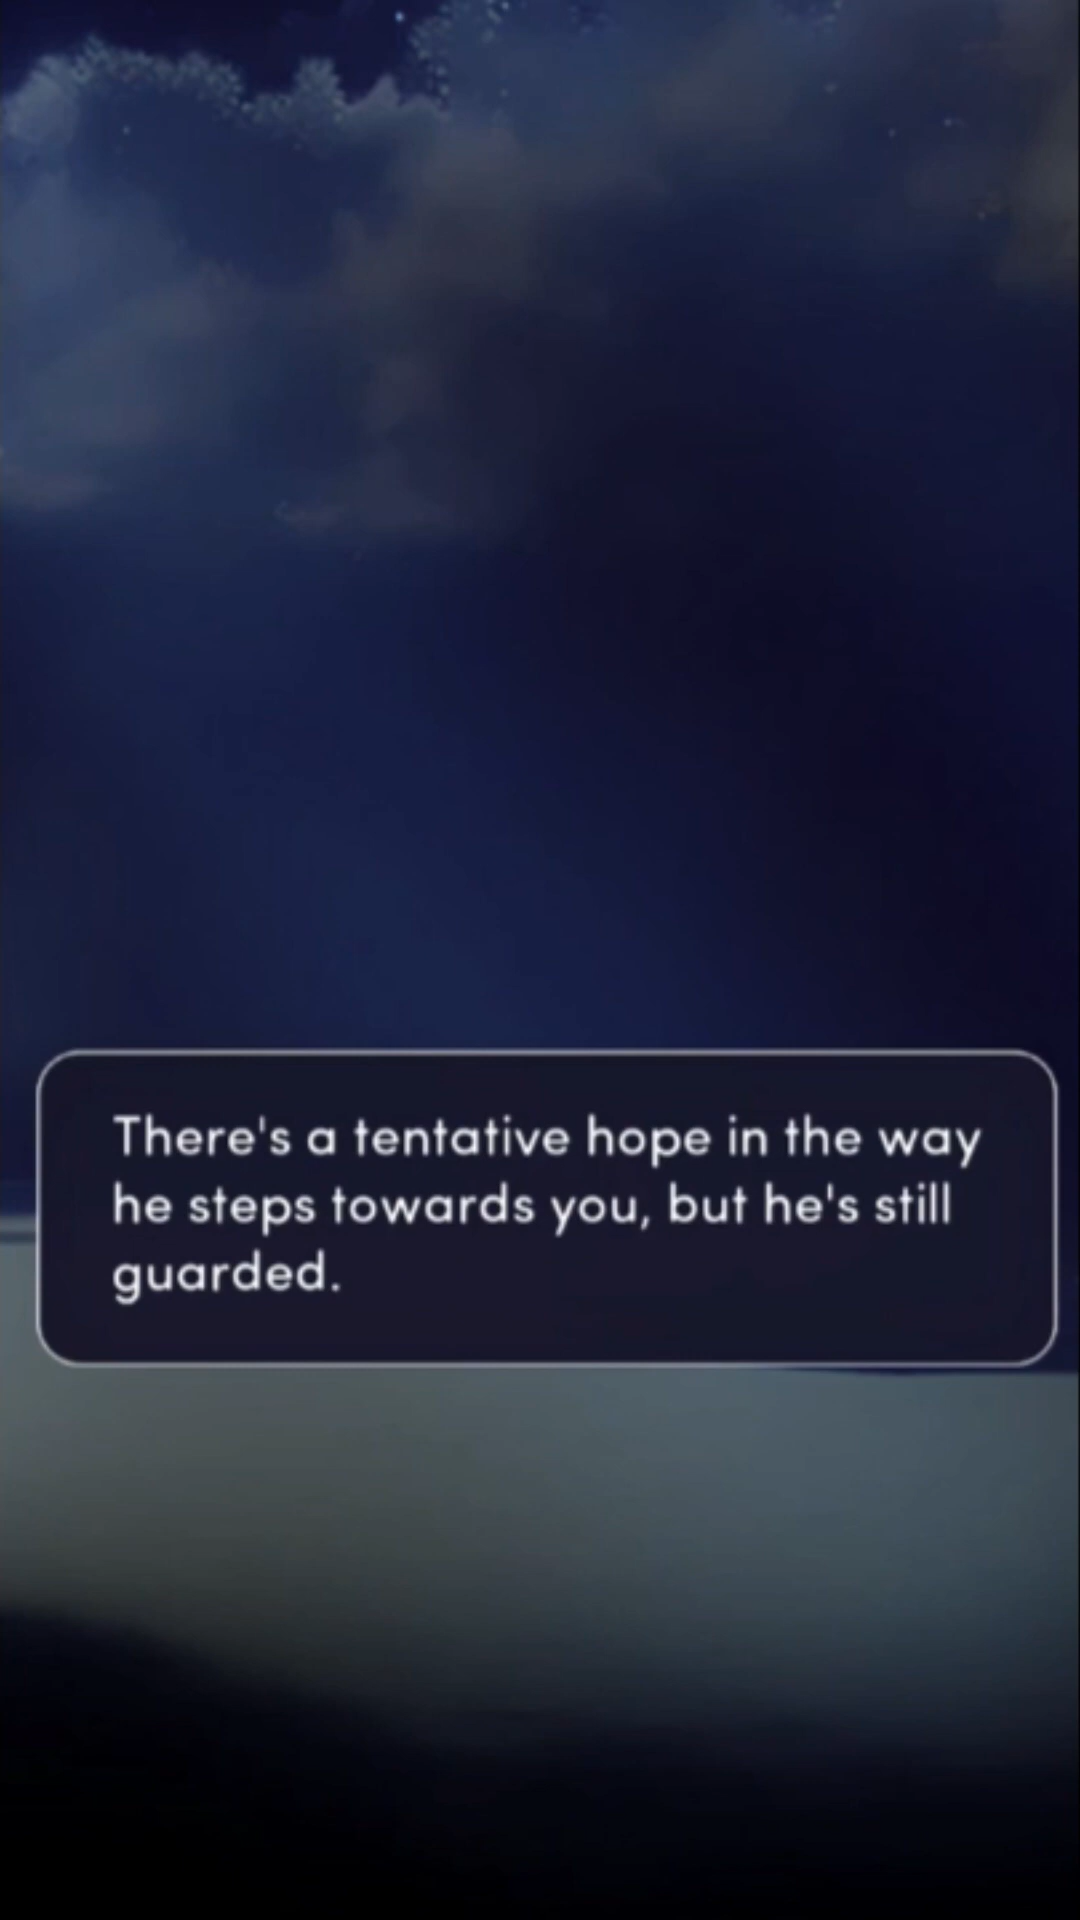 There's a tentative hope in the way
he steps towards you, but he's still
guarded.